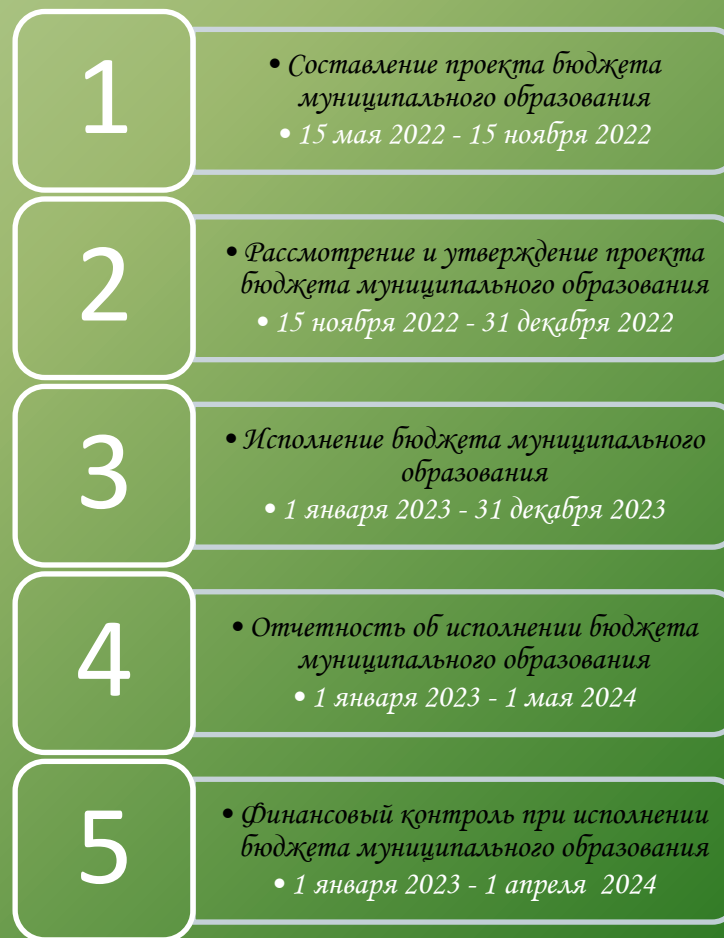 1
• Составление проекта бюджета
муниципального образования
• 15 мая 2022 - 15 ноября 2022
2
• Рассмотрение и утверждение проекта
бюджета муниципального образования
• 15 ноября 2022 - 31 декабря 2022
3
• Исполнение бюджета муниципального
образования
• 1 января 2023 - 31 декабря 2023
4
• Отчетность об исполнении бюджета
муниципального образования
• 1 января 2023 - 1 мая 2024
5
• Финансовый контроль при исполнении
бюджета муниципального образования
• 1 января 2023 - 1 апреля  2024